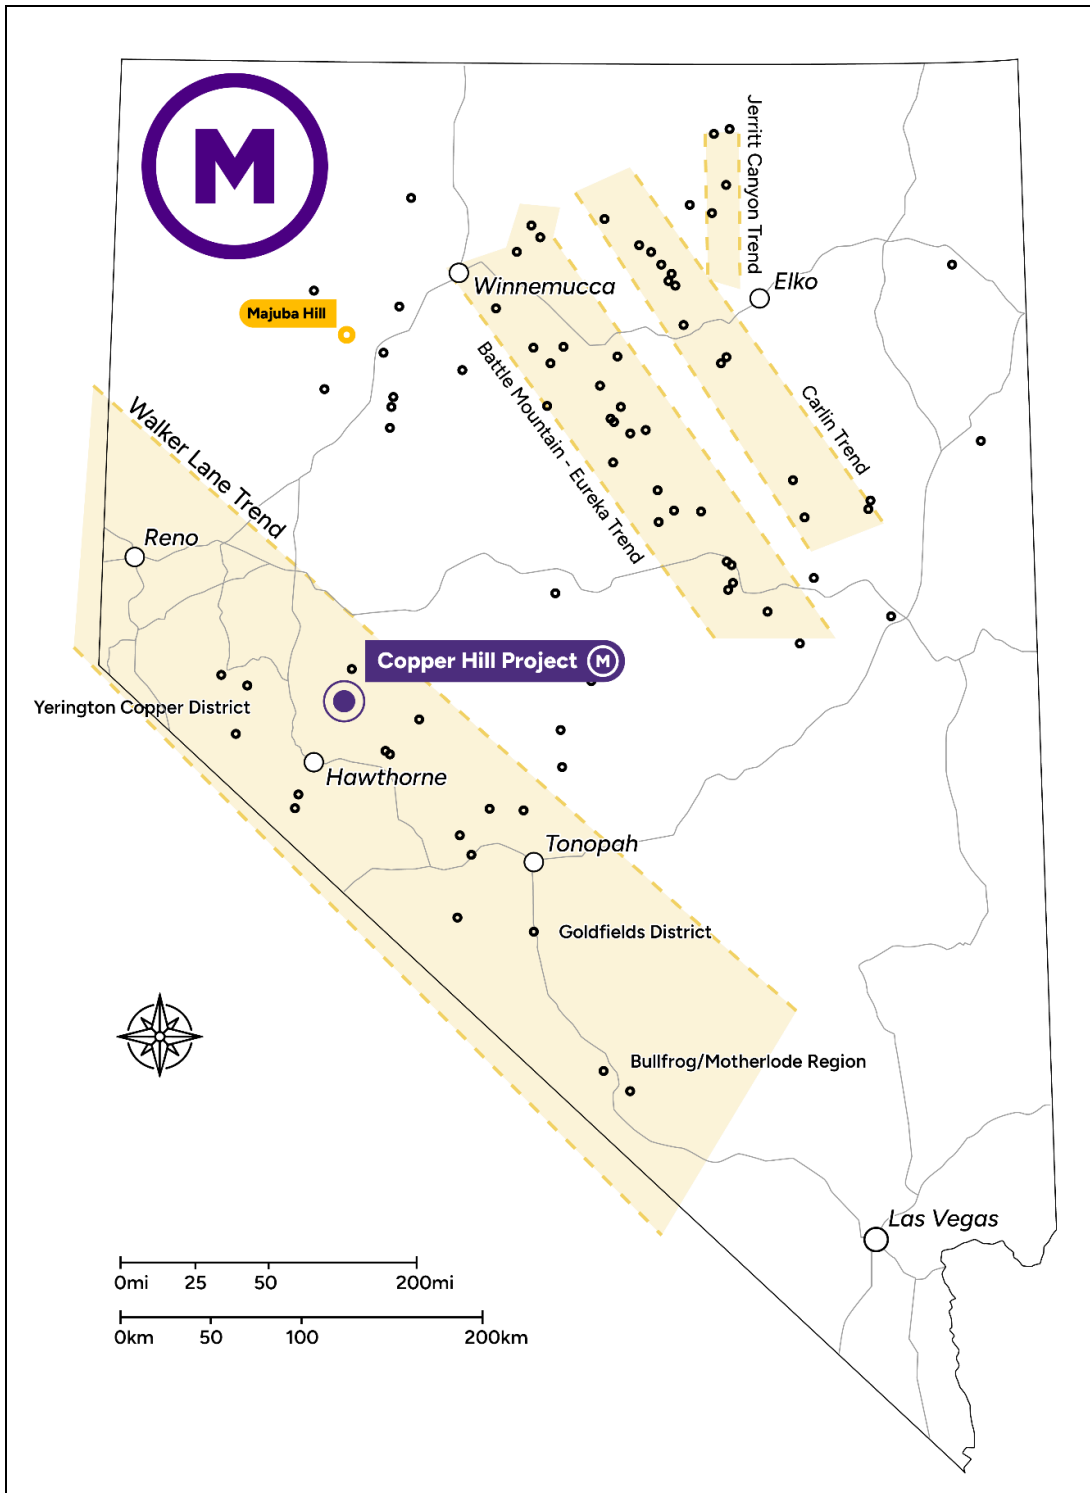 M
Jerritt Canyon Trend
Elko
Winnemucca
Majuba Hill
Battle Mountain - Eureka Trend
Carlin Trend
Walker Lane Trend
Reno
Copper Hill Project M
Yerington Copper District
Hawthorne
Tonopah
Goldfields District
Bullfrog/Motherlode Region
Las Vegas
0mi 25 50 200mi
0km 50 100 200km